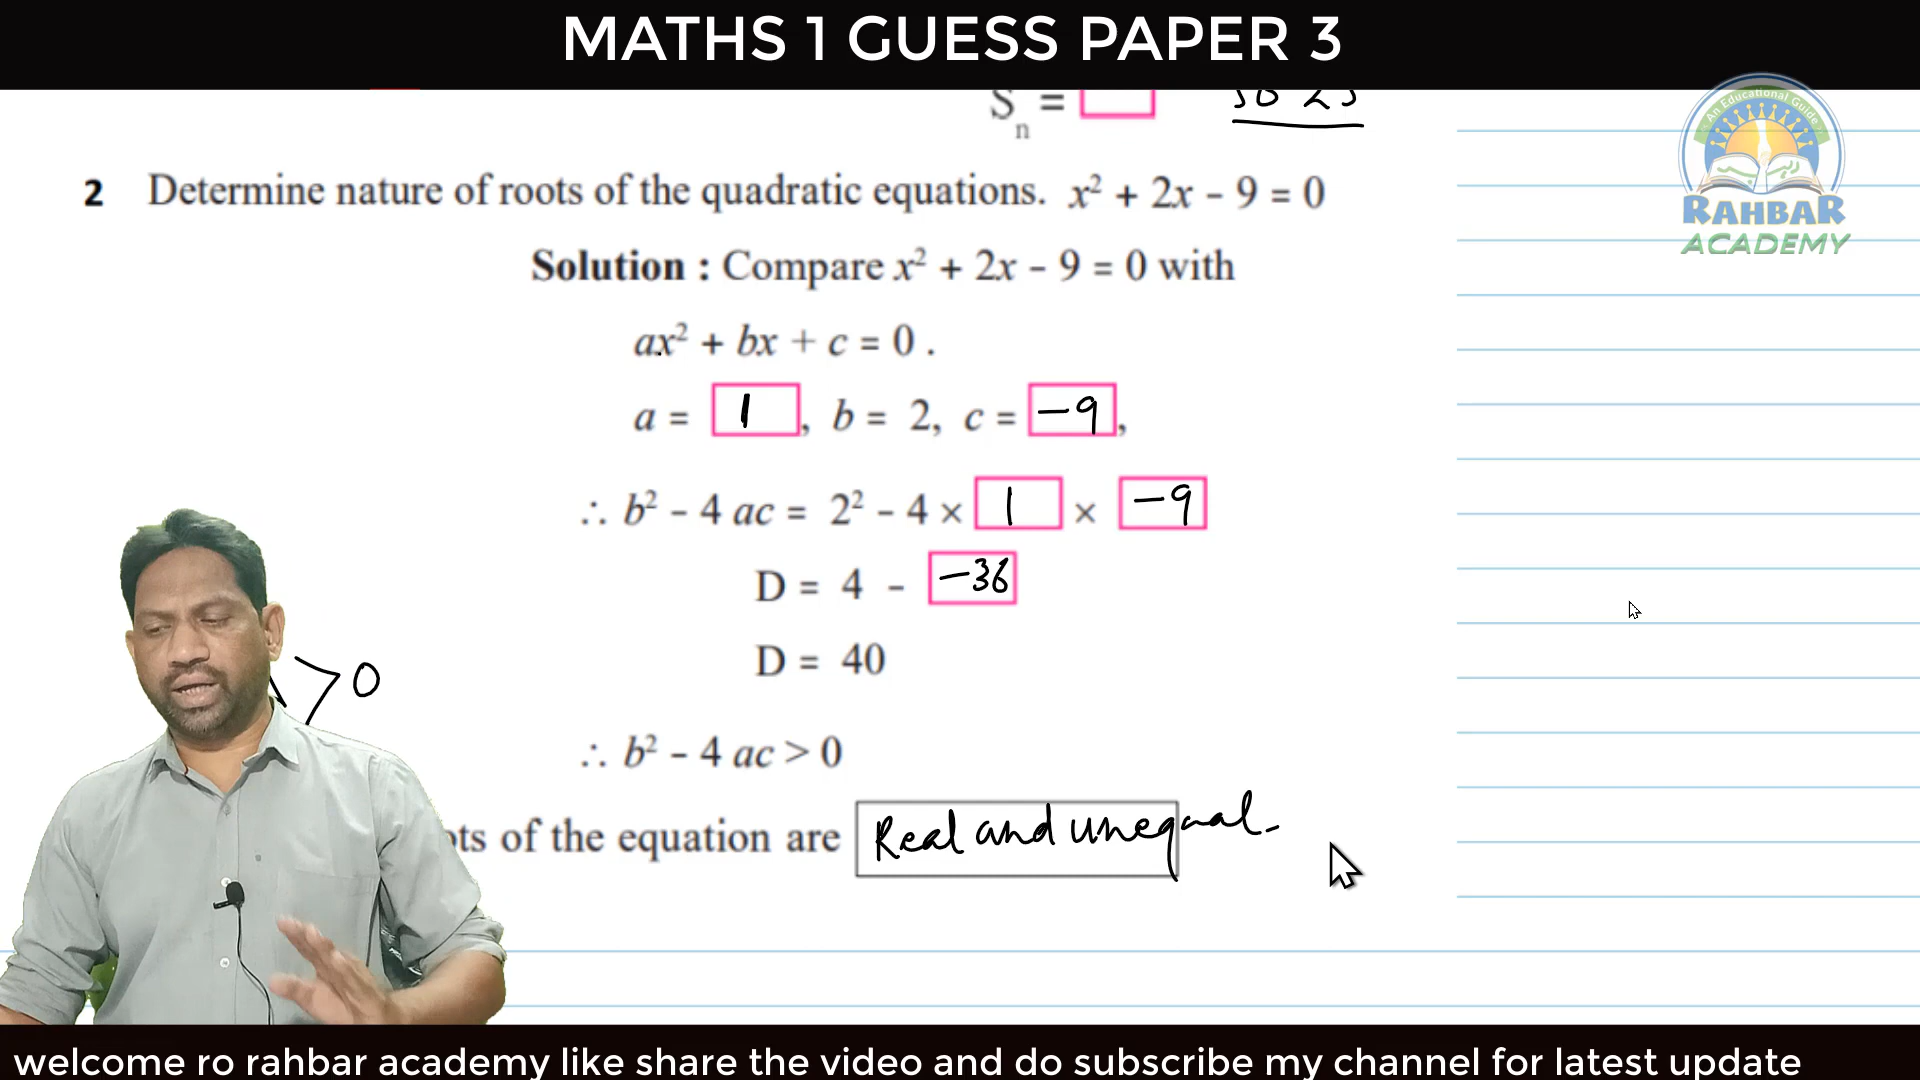 MATHS 1 GUESS PAPER 3
Sn =
An Educational Guide
RAHBAR
ACADEMY
2 Determine nature of roots of the quadratic equations. x² + 2x - 9 = 0
Solution : Compare x² + 2x - 9 = 0 with
ax² + bx + c = 0 .
a = 1 , b = 2, c = -9 ,
∴ b² - 4 ac = 2² - 4 × 1 × -9
D = 4 - -36
D = 40
>0
∴ b² - 4 ac > 0
of the equation are Real and unequal.
welcome ro rahbar academy like share the video and do subscribe my channel for latest update